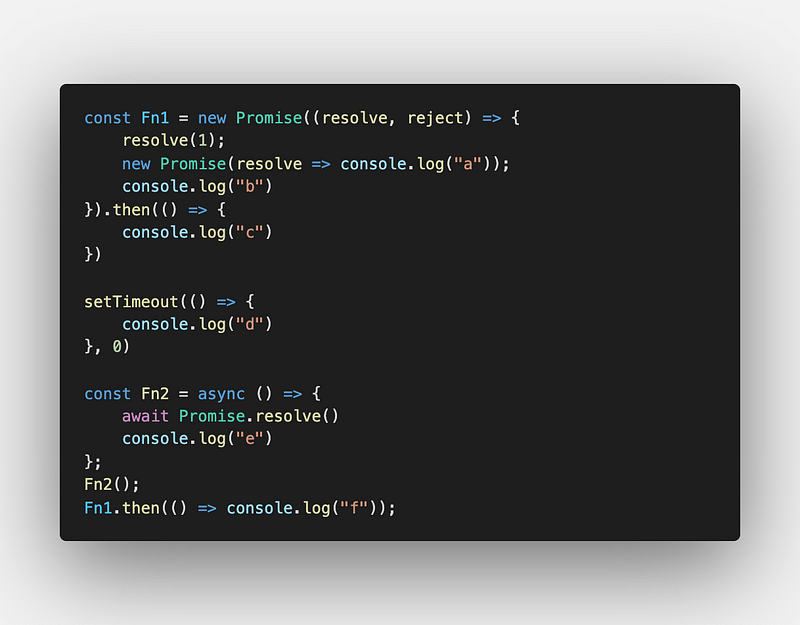 const Fn1 = new Promise((resolve, reject) => {
    resolve(1);
    new Promise(resolve => console.log("a"));
    console.log("b")
}).then(() => {
    console.log("c")
})

setTimeout(() => {
    console.log("d")
}, 0)

const Fn2 = async () => {
    await Promise.resolve()
    console.log("e")
};
Fn2();
Fn1.then(() => console.log("f"));